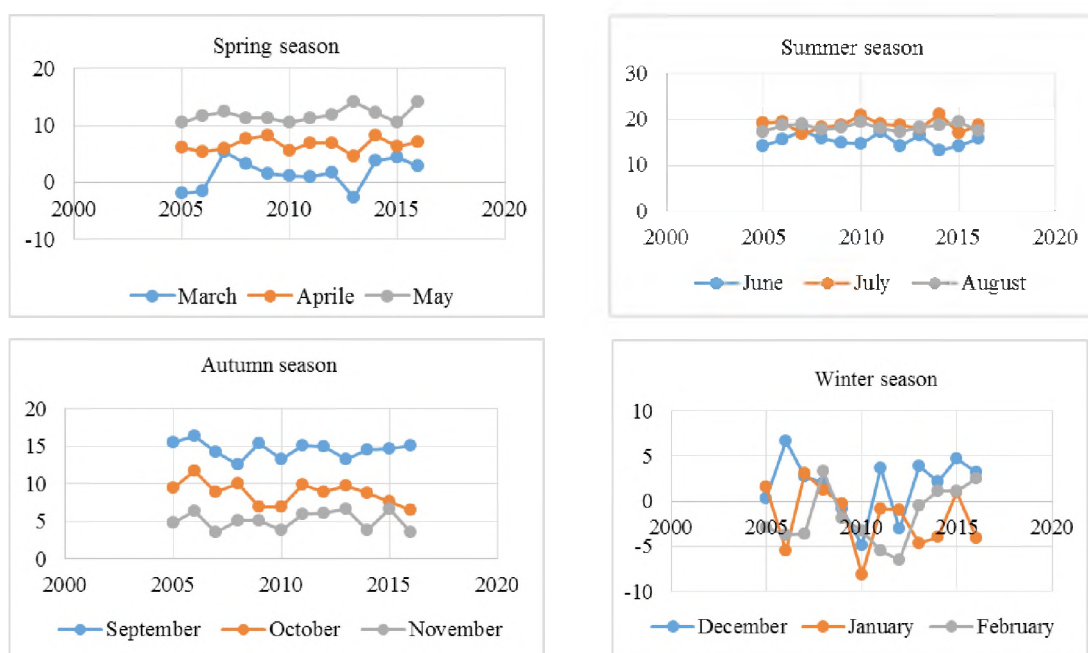 Spring season
20
10
0
2000 2005 2010 2015 2020
-10
March Aprile May
Summer season
30
20
10
0
2000 2005 2010 2015 2020
June July August
Autumn season
20
15
10
5
0
2000 2005 2010 2015 2020
September October November
Winter season
10
5
0
2000 2005 2010 2015 2020
-5
-10
December January February